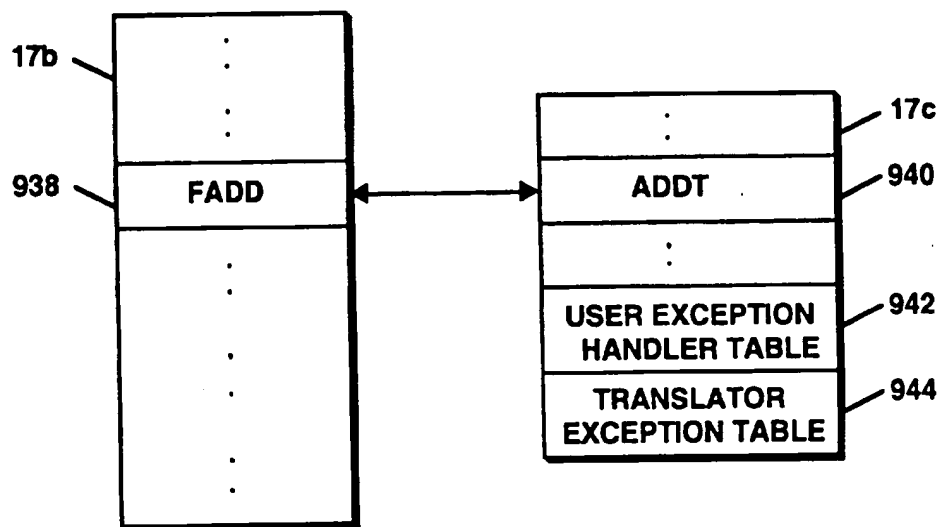 17b
17c
938
FADD
ADDT
940
USER EXCEPTION
HANDLER TABLE
942
TRANSLATOR
EXCEPTION TABLE
944